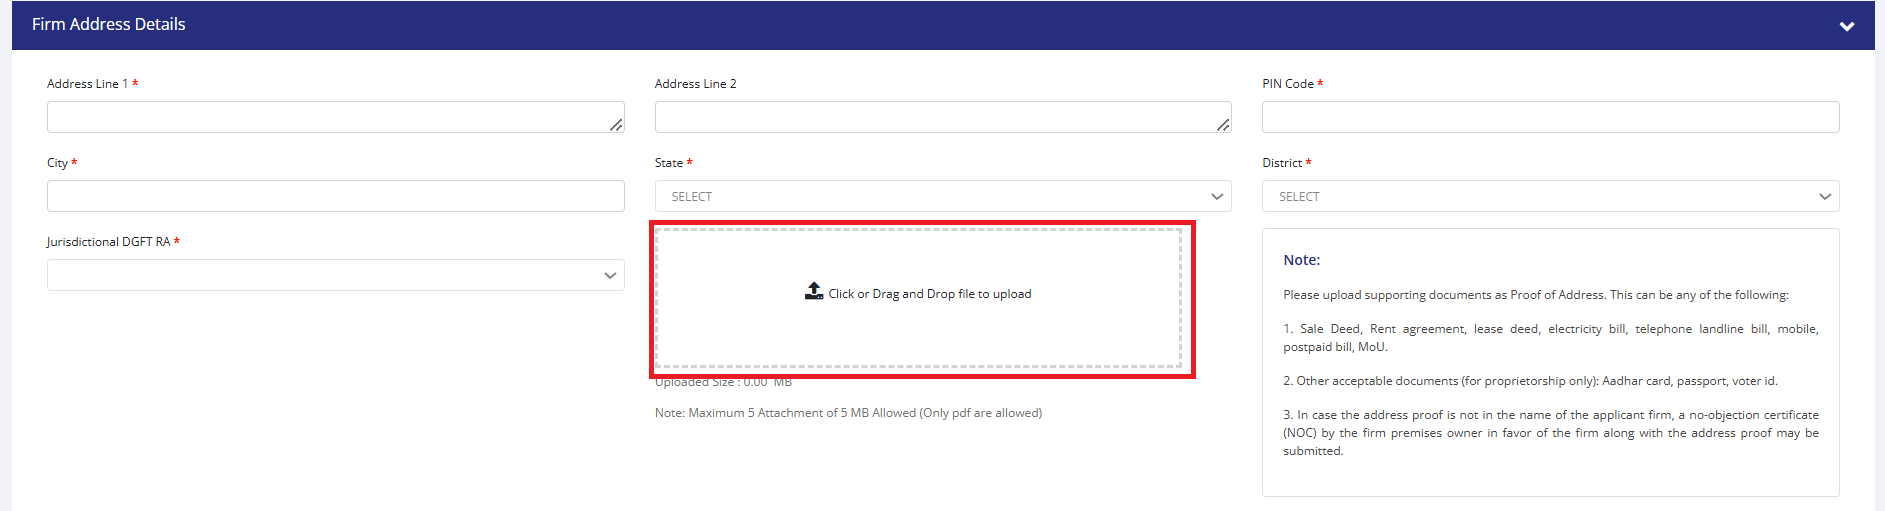 Firm Address Details
Address Line 1 *
Address Line 2
PIN Code *
City *
State *
District *
SELECT
SELECT
Jurisdictional DGFT RA *
Click or Drag and Drop file to upload
Uploaded Size : 0.00 MB
Note: Maximum 5 Attachment of 5 MB Allowed (Only pdf are allowed)
Note:
Please upload supporting documents as Proof of Address. This can be any of the following:
1. Sale Deed, Rent agreement, lease deed, electricity bill, telephone landline bill, mobile,
postpaid bill, MoU.
2. Other acceptable documents (for proprietorship only): Aadhar card, passport, voter id.
3. In case the address proof is not in the name of the applicant firm, a no-objection certificate
(NOC) by the firm premises owner in favor of the firm along with the address proof may be
submitted.